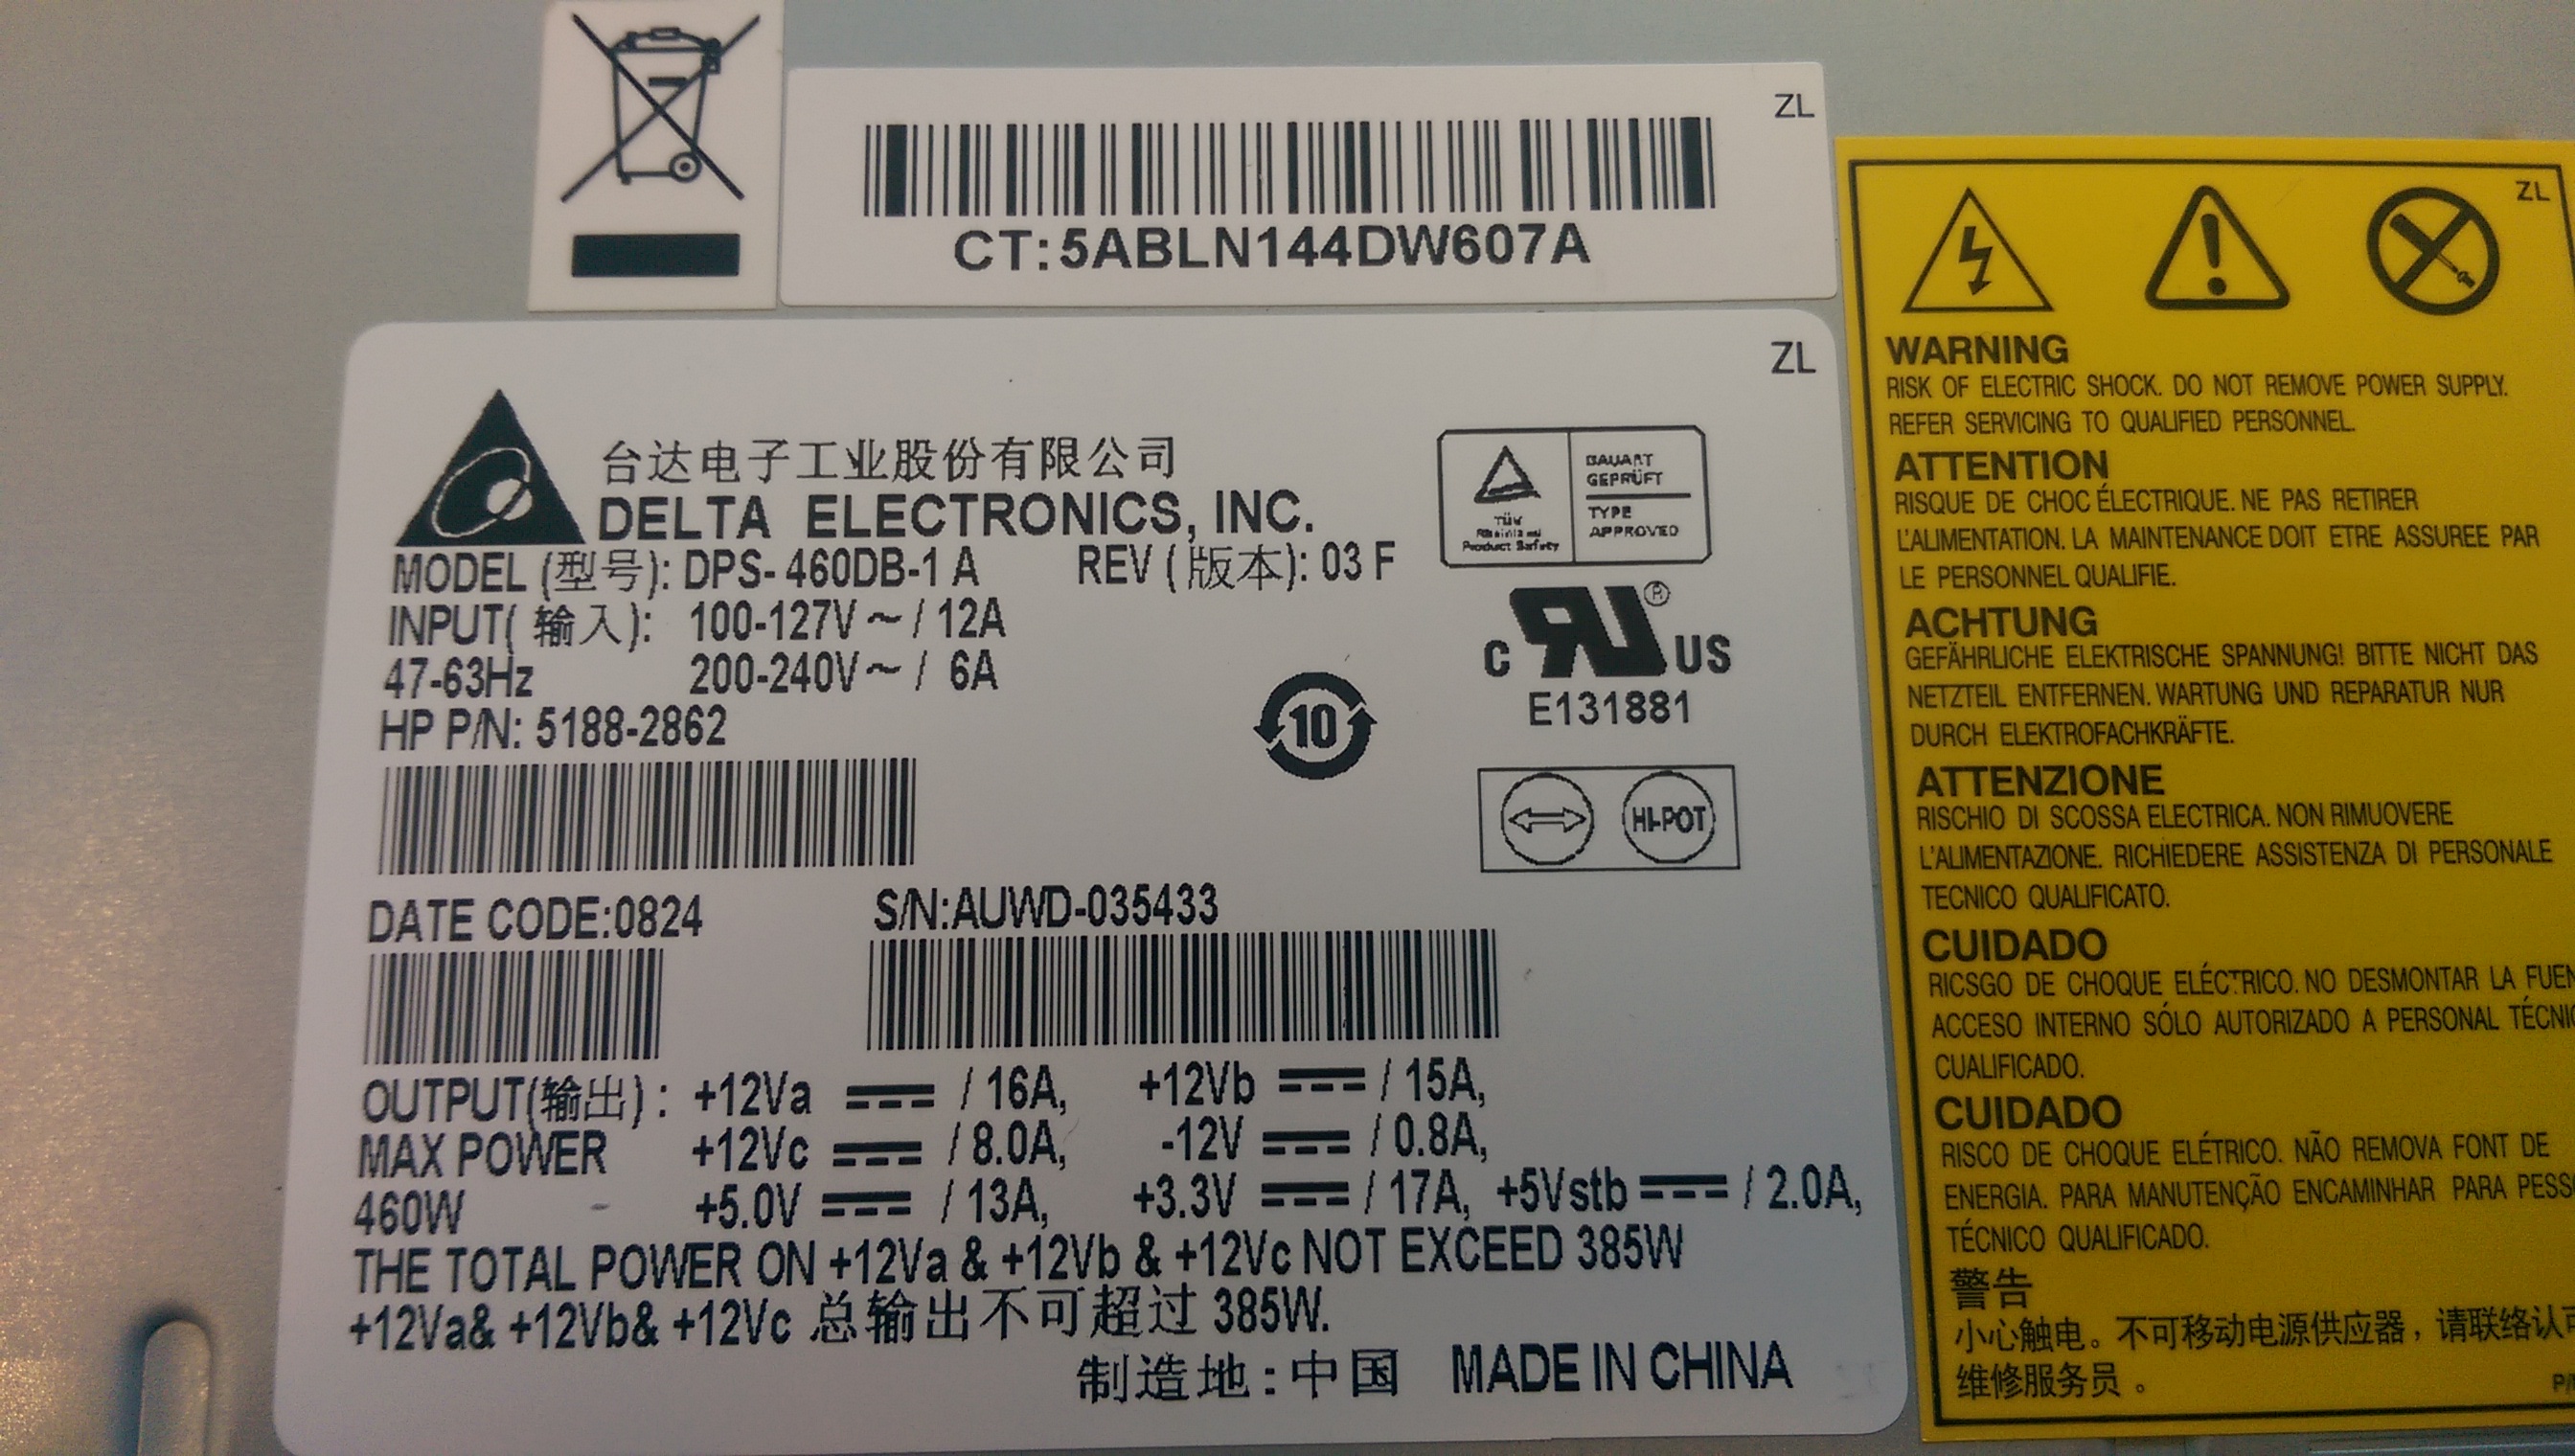 ZL
CT:5ABLN144DW607A
ZL
台达电子工业股份有限公司
DELTA ELECTRONICS, INC.
MODEL (型号): DPS-460DB-1 A REV (版本): 03 F
INPUT( 输入): 100-127V ~ / 12A
47-63Hz 200-240V ~ / 6A
HP P/N: 5188-2862
DATE CODE:0824 S/N:AUWD-035433
OUTPUT(输出) : +12Va ⎓ / 16A, +12Vb ⎓ / 15A,
MAX POWER +12Vc ⎓ / 8.0A, -12V ⎓ / 0.8A,
460W +5.0V ⎓ / 13A, +3.3V ⎓ / 17A, +5Vstb ⎓ / 2.0A,
THE TOTAL POWER ON +12Va & +12Vb & +12Vc NOT EXCEED 385W
+12Va& +12Vb& +12Vc 总输出不可超过 385W.
制造地:中国 MADE IN CHINA
TÜV
Product Safety
BAUART
GEPRÜFT
TYPE
APPROVED
C US ®
E131881
10
HI-POT
ZL
WARNING
RISK OF ELECTRIC SHOCK. DO NOT REMOVE POWER SUPPLY.
REFER SERVICING TO QUALIFIED PERSONNEL.
ATTENTION
RISQUE DE CHOC ÉLECTRIQUE. NE PAS RETIRER
L'ALIMENTATION. LA MAINTENANCE DOIT ETRE ASSUREE PAR
LE PERSONNEL QUALIFIE.
ACHTUNG
GEFÄHRLICHE ELEKTRISCHE SPANNUNG! BITTE NICHT DAS
NETZTEIL ENTFERNEN. WARTUNG UND REPARATUR NUR
DURCH ELEKTROFACHKRÄFTE.
ATTENZIONE
RISCHIO DI SCOSSA ELECTRICA. NON RIMUOVERE
L'ALIMENTAZIONE. RICHIEDERE ASSISTENZA DI PERSONALE
TECNICO QUALIFICATO.
CUIDADO
RICSGO DE CHOQUE ELÉCTRICO. NO DESMONTAR LA FUEN
ACCESO INTERNO SÓLO AUTORIZADO A PERSONAL TÉCNIC
CUALIFICADO.
CUIDADO
RISCO DE CHOQUE ELÉTRICO. NÃO REMOVA FONT DE
ENERGIA. PARA MANUTENÇÃO ENCAMINHAR PARA PESSO
TÉCNICO QUALIFICADO.
警告
小心触电。不可移动电源供应器,请联络认可
维修服务员。